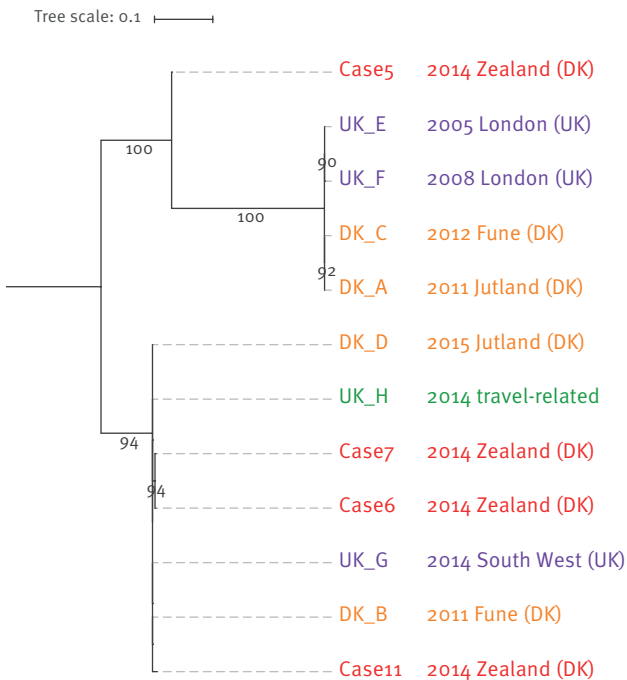 Tree scale: 0.1
Case5 2014 Zealand (DK)
UK_E 2005 London (UK)
100
90
UK_F 2008 London (UK)
100
DK_C 2012 Fune (DK)
92
DK_A 2011 Jutland (DK)
DK_D 2015 Jutland (DK)
UK_H 2014 travel-related
94
Case7 2014 Zealand (DK)
94
Case6 2014 Zealand (DK)
UK_G 2014 South West (UK)
DK_B 2011 Fune (DK)
Case11 2014 Zealand (DK)